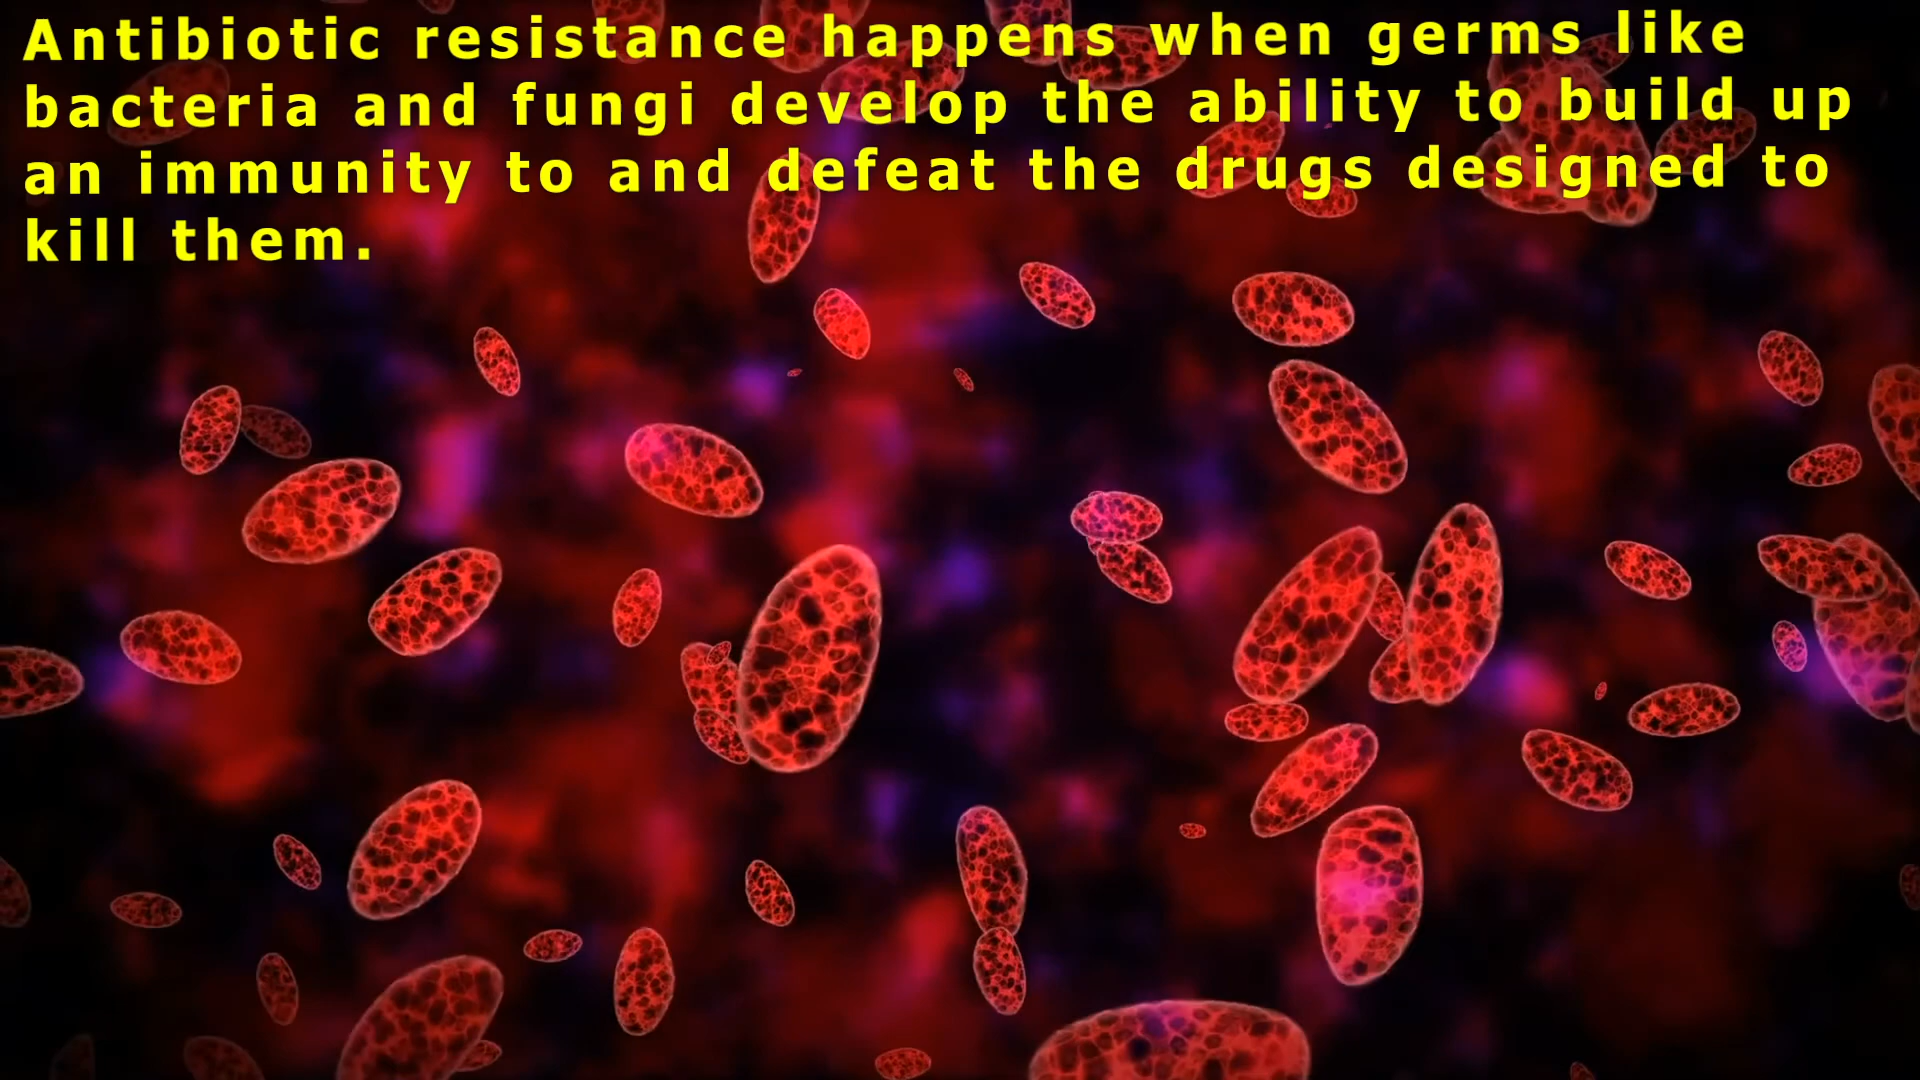 Antibiotic resistance happens when germs like
bacteria and fungi develop the ability to build up
an immunity to and defeat the drugs designed to
kill them.